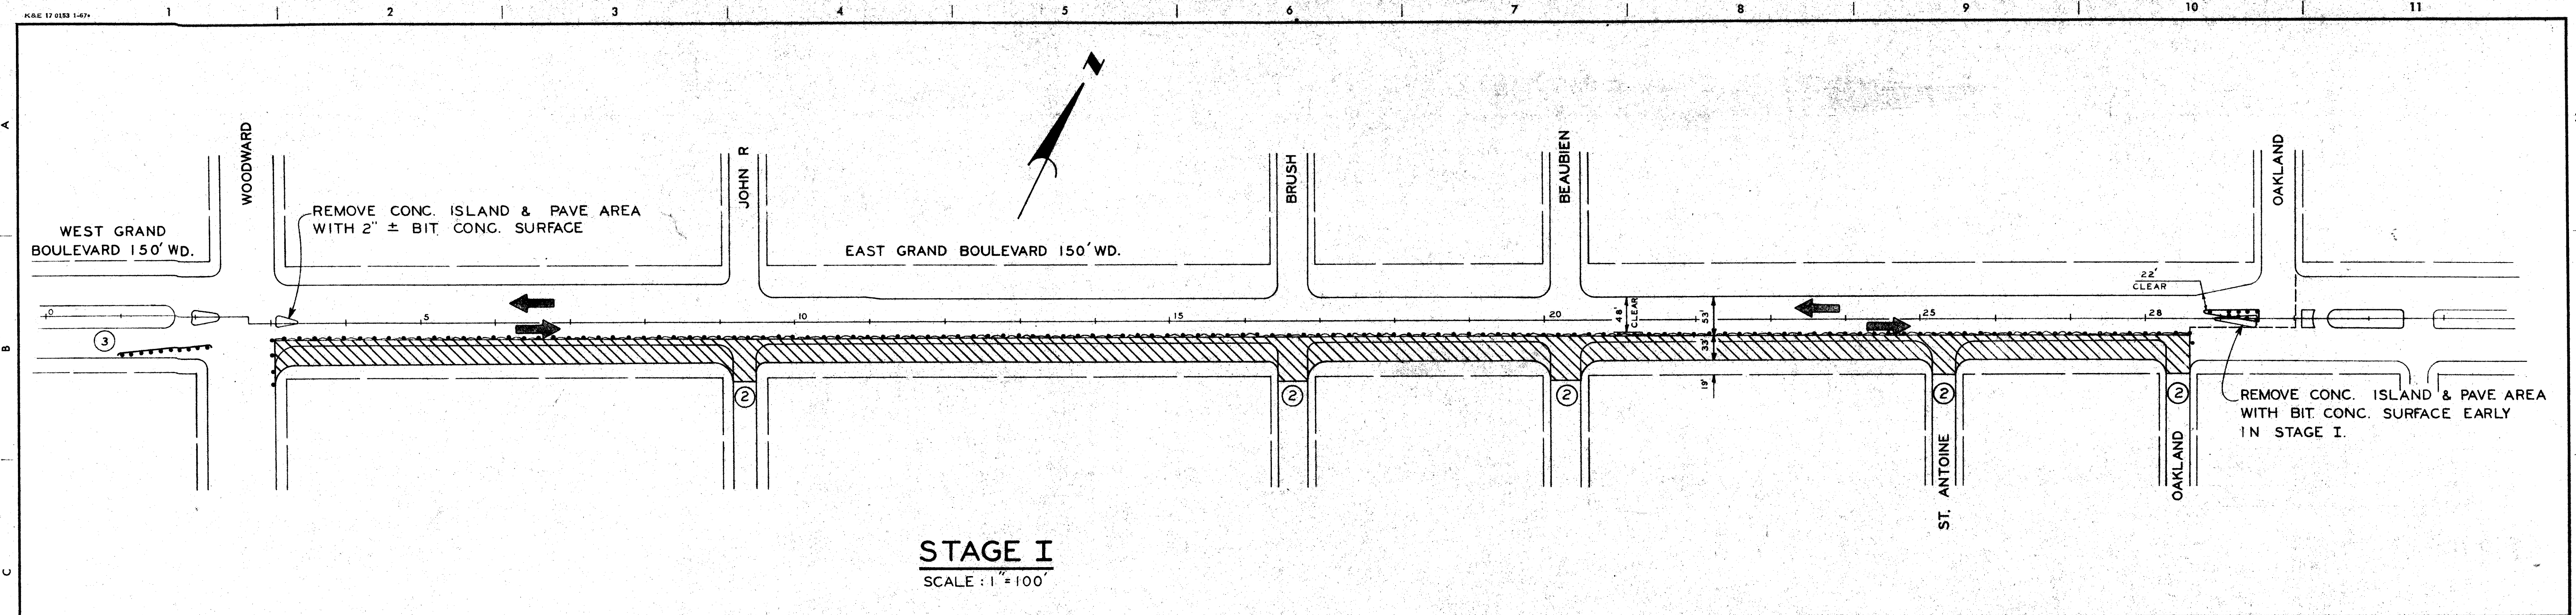 K&E 17 0153 1-67*
1 2 3 4 5 6 7 8 9 10 11
A
B
C
N
WOODWARD
JOHN R
BRUSH
BEAUBIEN
OAKLAND
WEST GRAND
BOULEVARD 150' WD.
REMOVE CONC. ISLAND & PAVE AREA
WITH 2" ± BIT. CONC. SURFACE
EAST GRAND BOULEVARD 150' WD.
22'
CLEAR
48'
CLEAR
53'
33'
19'
0 5 10 15 20 25 28
3
2 2 2 2 2
REMOVE CONC. ISLAND & PAVE AREA
WITH BIT. CONC. SURFACE EARLY
IN STAGE I.
ST. ANTOINE
OAKLAND
STAGE I
SCALE : 1" = 100'